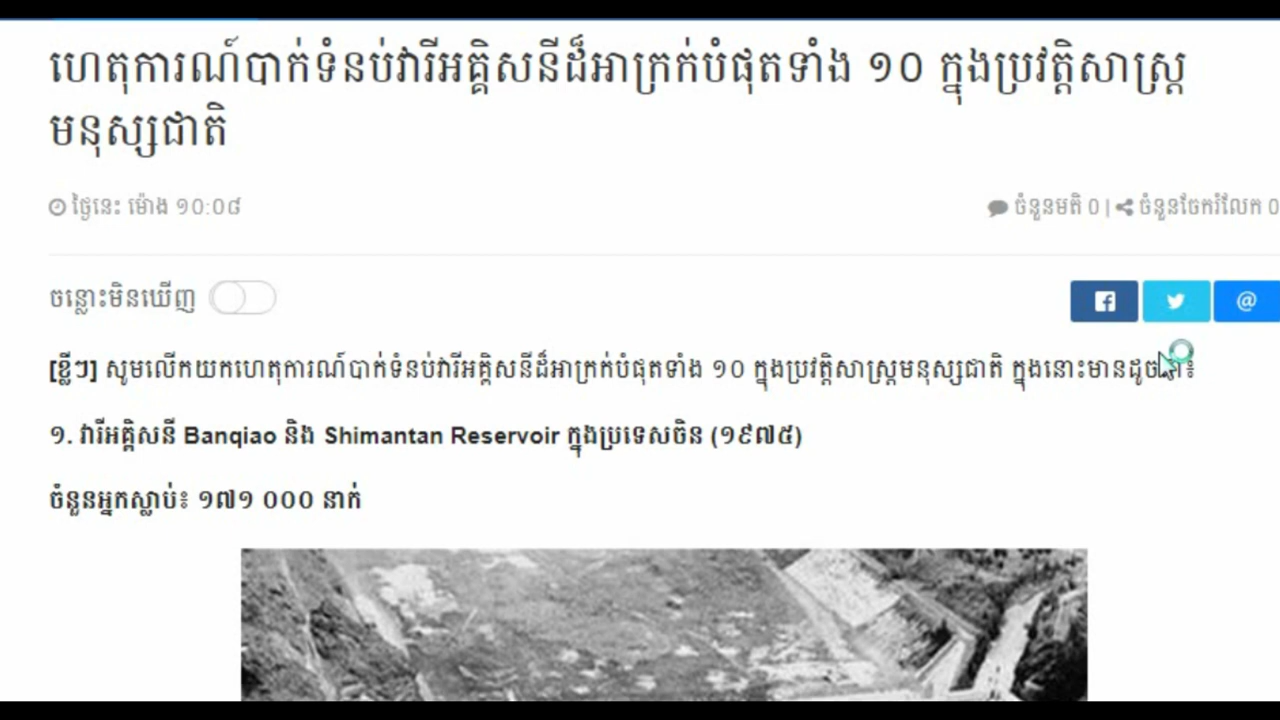 ហេតុការណ៍បាក់ទំនប់វារីអគ្គិសនីដ៏អាក្រក់បំផុតទាំង ១០ ក្នុងប្រវត្តិសាស្ត្រ
មនុស្សជាតិ
ថ្ងៃនេះ ម៉ោង ១០:០៨
ចំនួនមតិ 0 | ចំនួនចែករំលែក 0
ចន្លោះមិនឃើញ
[ខ្លីៗ] សូមលើកយកហេតុការណ៍បាក់ទំនប់វារីអគ្គិសនីដ៏អាក្រក់បំផុតទាំង ១០ ក្នុងប្រវត្តិសាស្ត្រមនុស្សជាតិ ក្នុងនោះមានដូចជា៖
១. វារីអគ្គិសនី Banqiao និង Shimantan Reservoir ក្នុងប្រទេសចិន (១៩៧៥)
ចំនួនអ្នកស្លាប់៖ ១៧១ 000 នាក់